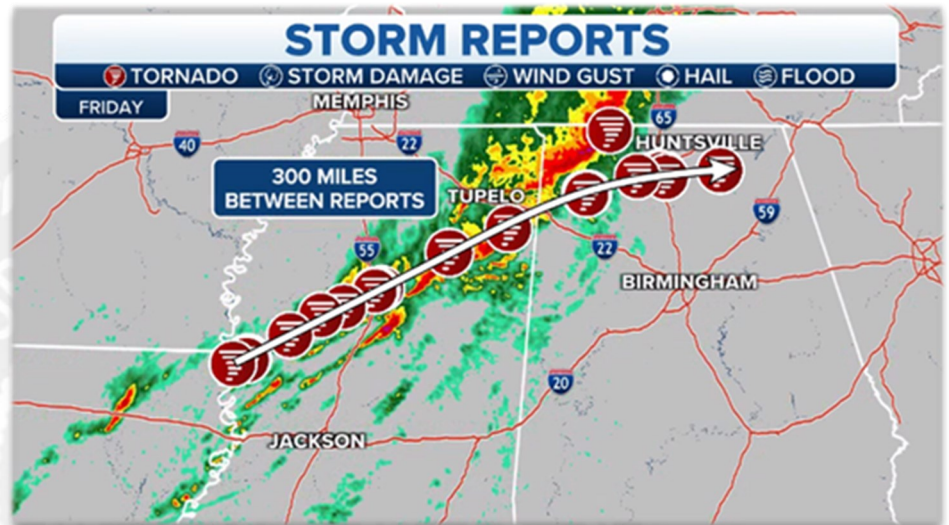 STORM REPORTS
TORNADO STORM DAMAGE WIND GUST HAIL FLOOD
FRIDAY
MEMPHIS
65
40
22
HUNTSVILLE
300 MILES
BETWEEN REPORTS
TUPELO
59
55
22
BIRMINGHAM
20
JACKSON